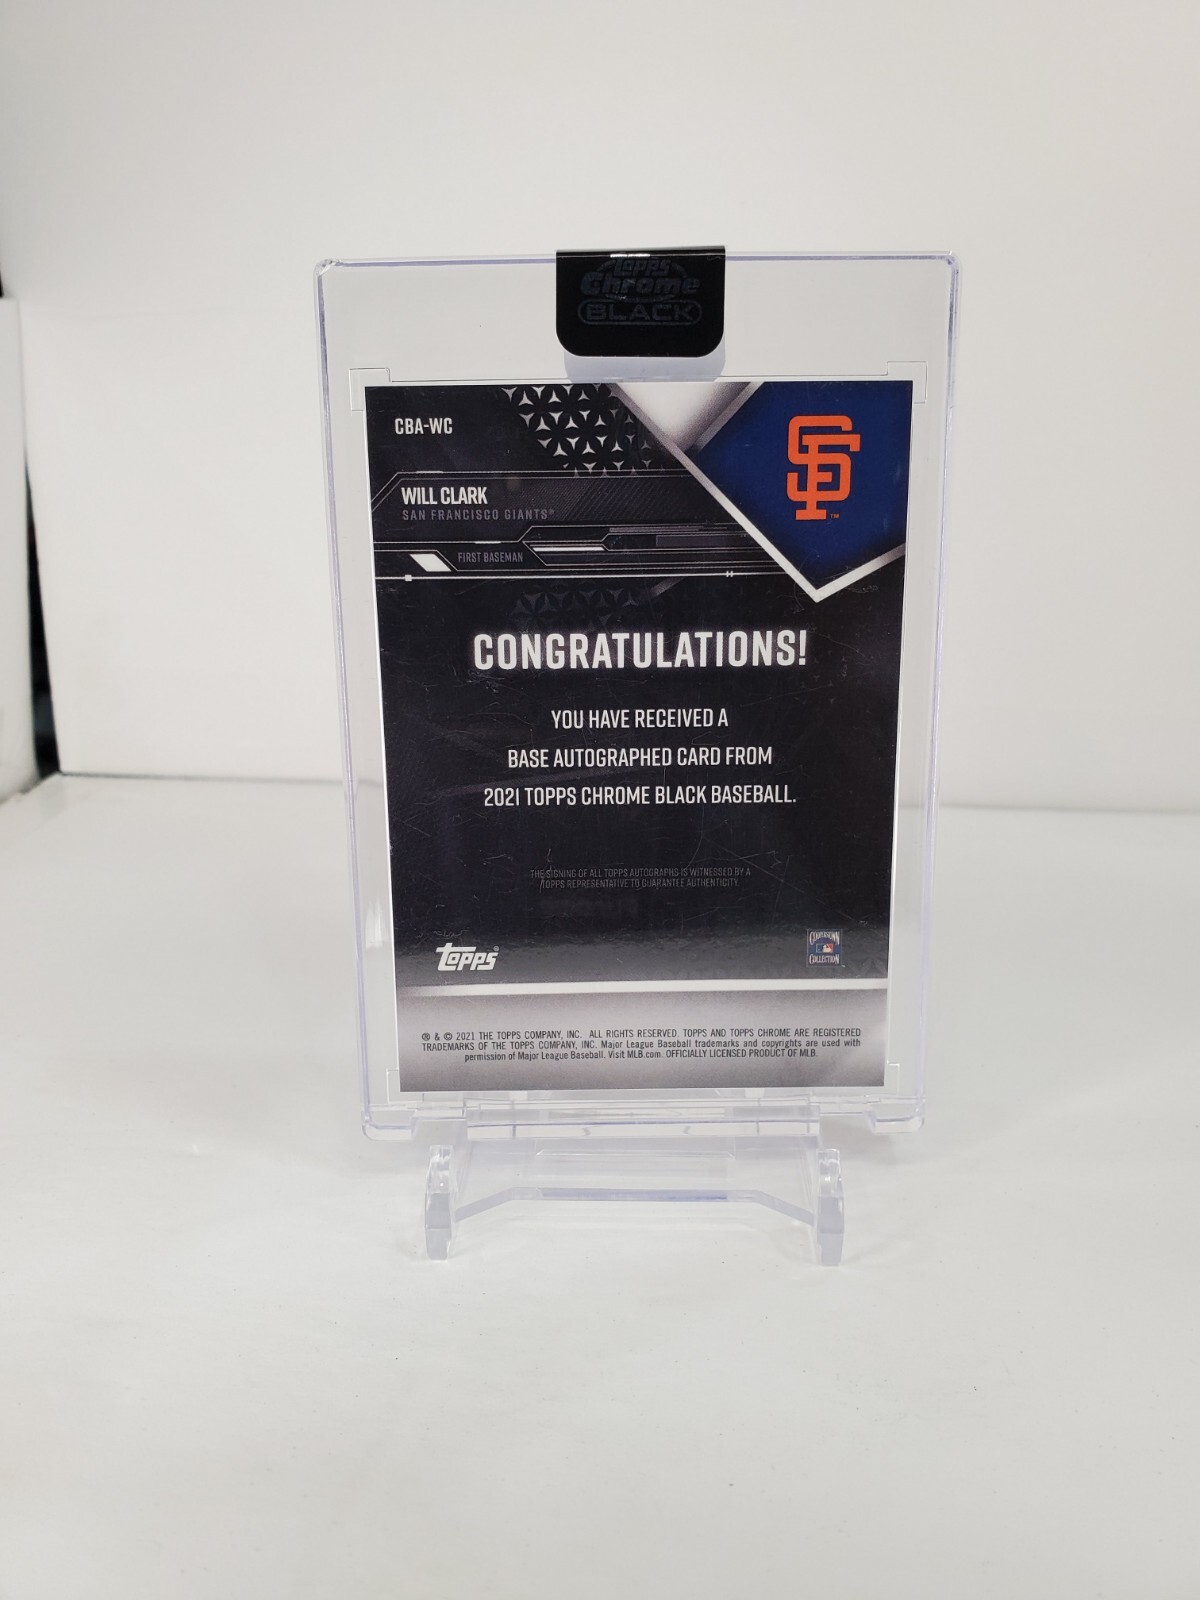 Topps
Chrome
BLACK
CBA-WC
SF
™
WILL CLARK
SAN FRANCISCO GIANTS®
FIRST BASEMAN
CONGRATULATIONS!
YOU HAVE RECEIVED A
BASE AUTOGRAPHED CARD FROM
2021 TOPPS CHROME BLACK BASEBALL.
THE SIGNING OF ALL TOPPS AUTOGRAPHS IS WITNESSED BY A
TOPPS REPRESENTATIVE TO GUARANTEE AUTHENTICITY.
Topps®
COOPERSTOWN
COLLECTION™
® & © 2021 THE TOPPS COMPANY, INC. ALL RIGHTS RESERVED. TOPPS AND TOPPS CHROME ARE REGISTERED
TRADEMARKS OF THE TOPPS COMPANY, INC. Major League Baseball trademarks and copyrights are used with
permission of Major League Baseball. Visit MLB.com. OFFICIALLY LICENSED PRODUCT OF MLB.